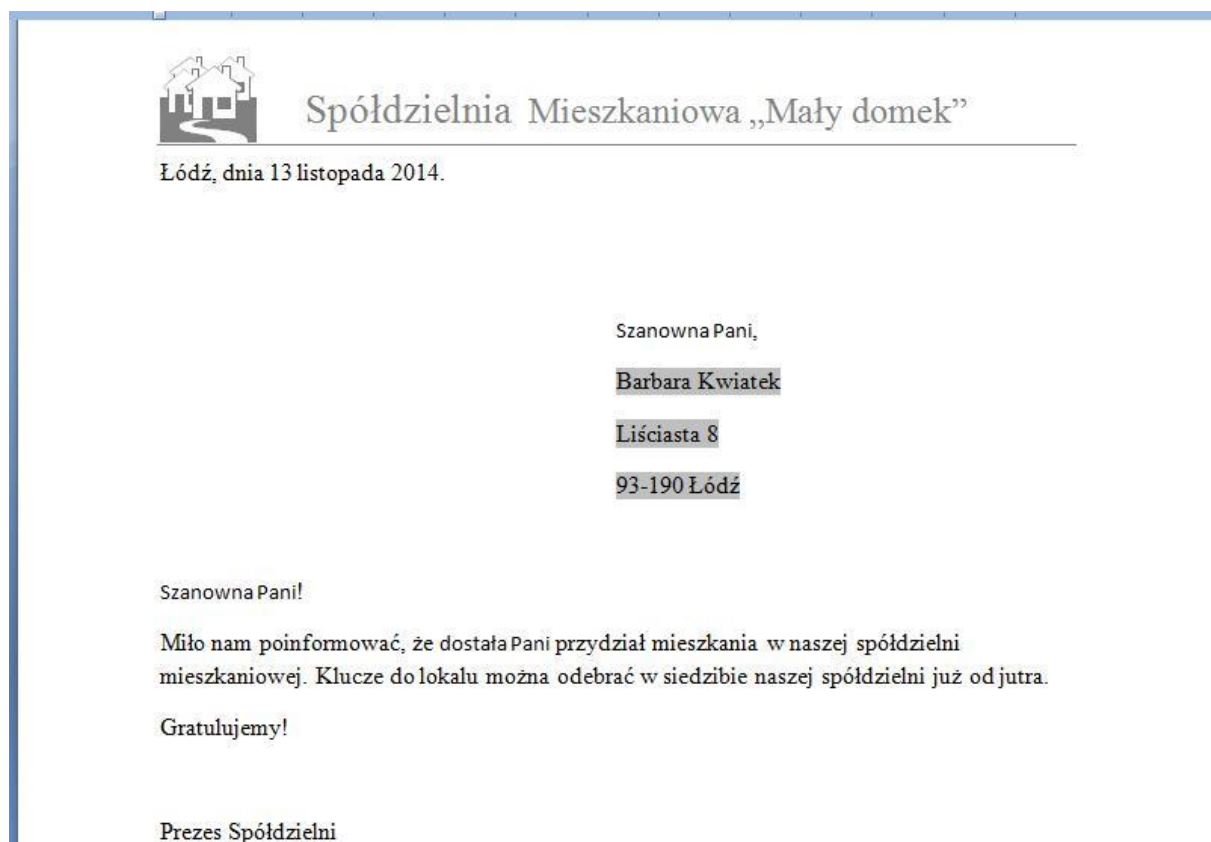 Spółdzielnia Mieszkaniowa „Mały domek”
Łódź, dnia 13 listopada 2014.
Szanowna Pani,
Barbara Kwiatek
Liściasta 8
93-190 Łódź
Szanowna Pani!
Miło nam poinformować, że dostała Pani przydział mieszkania w naszej spółdzielni
mieszkaniowej. Klucze do lokalu można odebrać w siedzibie naszej spółdzielni już od jutra.
Gratulujemy!
Prezes Spółdzielni